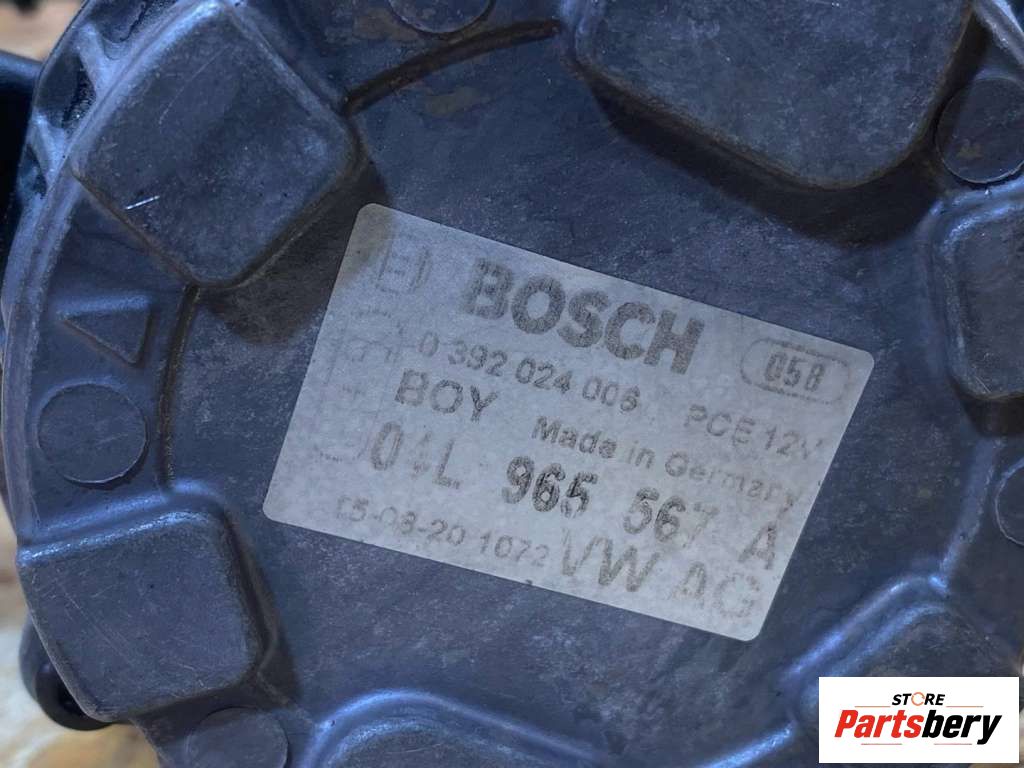 BOSCH
058
0 392 024 006 PCE 12V
BOY Made in Germany
04L 965 567 A
15-08-20 1072 VW AG
STORE
Partsbery